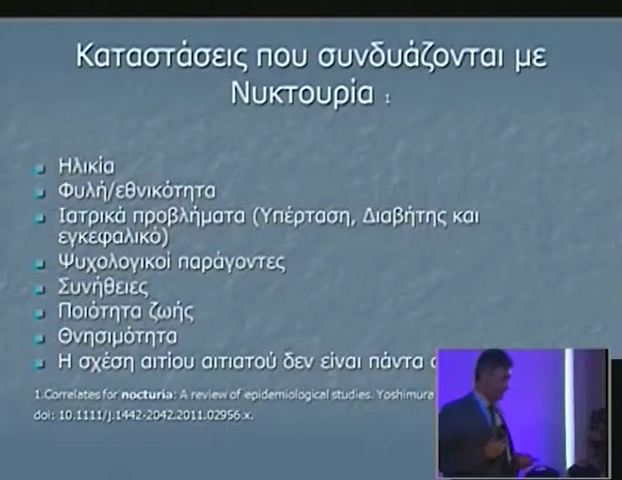 Καταστάσεις που συνδυάζονται με
Νυκτουρία 1
Ηλικία
Φυλή/εθνικότητα
Ιατρικά προβλήματα (Υπέρταση, Διαβήτης και
εγκεφαλικό)
Ψυχολογικοί παράγοντες
Συνήθειες
Ποιότητα ζωής
Θνησιμότητα
Η σχέση αιτίου αιτιατού δεν είναι πάντα
1.Correlates for nocturia: A review of epidemiological studies. Yoshimura
doi: 10.1111/j.1442-2042.2011.02956.x.